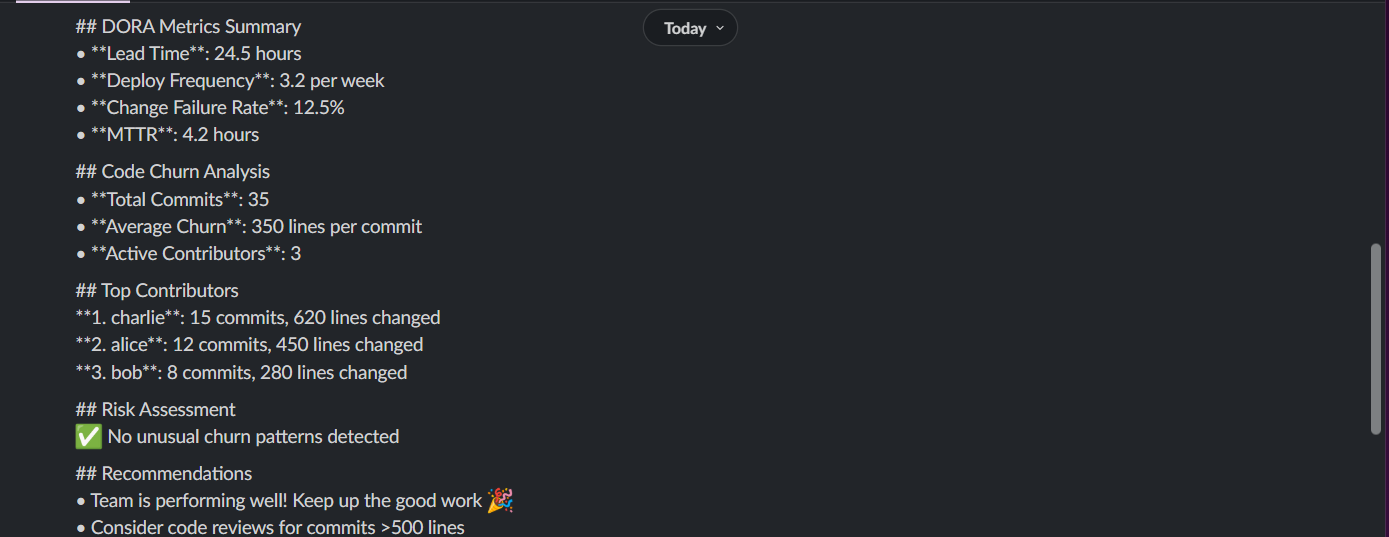 ## DORA Metrics Summary
Today
• **Lead Time**: 24.5 hours
• **Deploy Frequency**: 3.2 per week
• **Change Failure Rate**: 12.5%
• **MTTR**: 4.2 hours
## Code Churn Analysis
• **Total Commits**: 35
• **Average Churn**: 350 lines per commit
• **Active Contributors**: 3
## Top Contributors
**1. charlie**: 15 commits, 620 lines changed
**2. alice**: 12 commits, 450 lines changed
**3. bob**: 8 commits, 280 lines changed
## Risk Assessment
✅ No unusual churn patterns detected
## Recommendations
• Team is performing well! Keep up the good work 🎉
• Consider code reviews for commits >500 lines